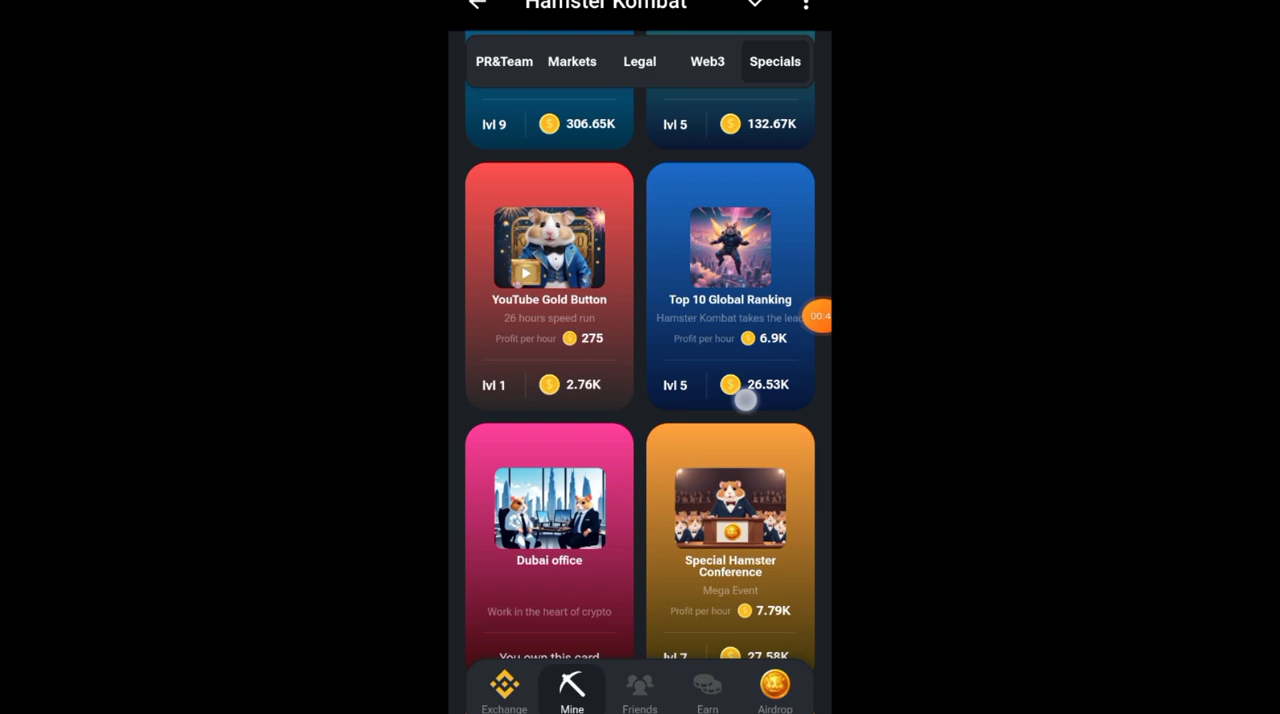 Hamster Kombat
PR&Team Markets Legal Web3 Specials
lvl 9 306.65K
lvl 5 132.67K
YouTube Gold Button
26 hours speed run
Profit per hour 275
lvl 1 2.76K
Top 10 Global Ranking
Hamster Kombat takes the lead
Profit per hour 6.9K
lvl 5 26.53K
00:4
Dubai office
Work in the heart of crypto
You own this card
Special Hamster
Conference
Mega Event
Profit per hour 7.79K
lvl 7 27.58K
Exchange Mine Friends Earn Airdrop